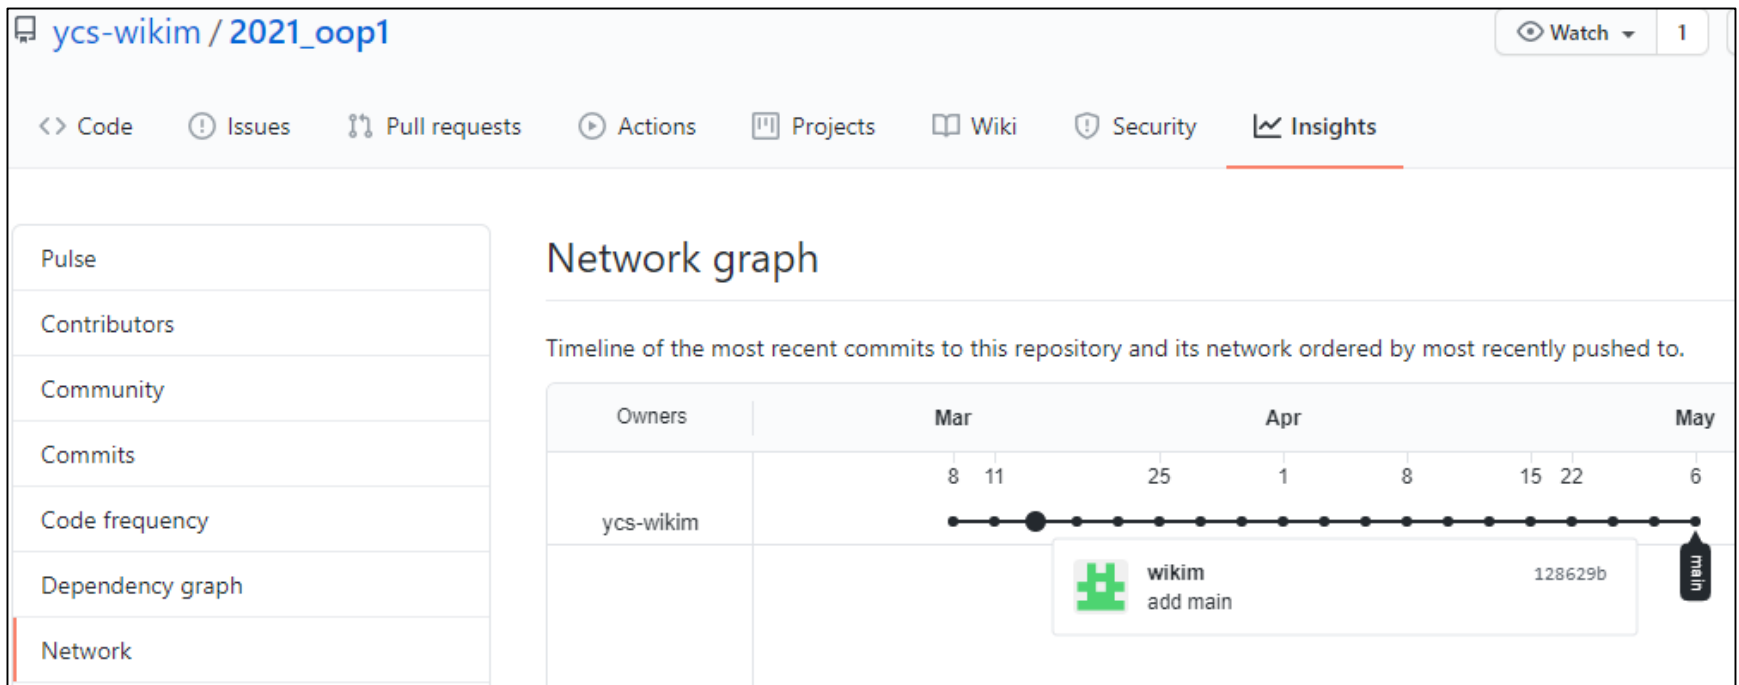 ycs-wikim / 2021_oop1
Watch 1
Code Issues Pull requests Actions Projects Wiki Security Insights
Pulse
Contributors
Community
Commits
Code frequency
Dependency graph
Network
Network graph
Timeline of the most recent commits to this repository and its network ordered by most recently pushed to.
Owners Mar Apr May
8 11 25 1 8 15 22 6
ycs-wikim
wikim 128629b
add main
main